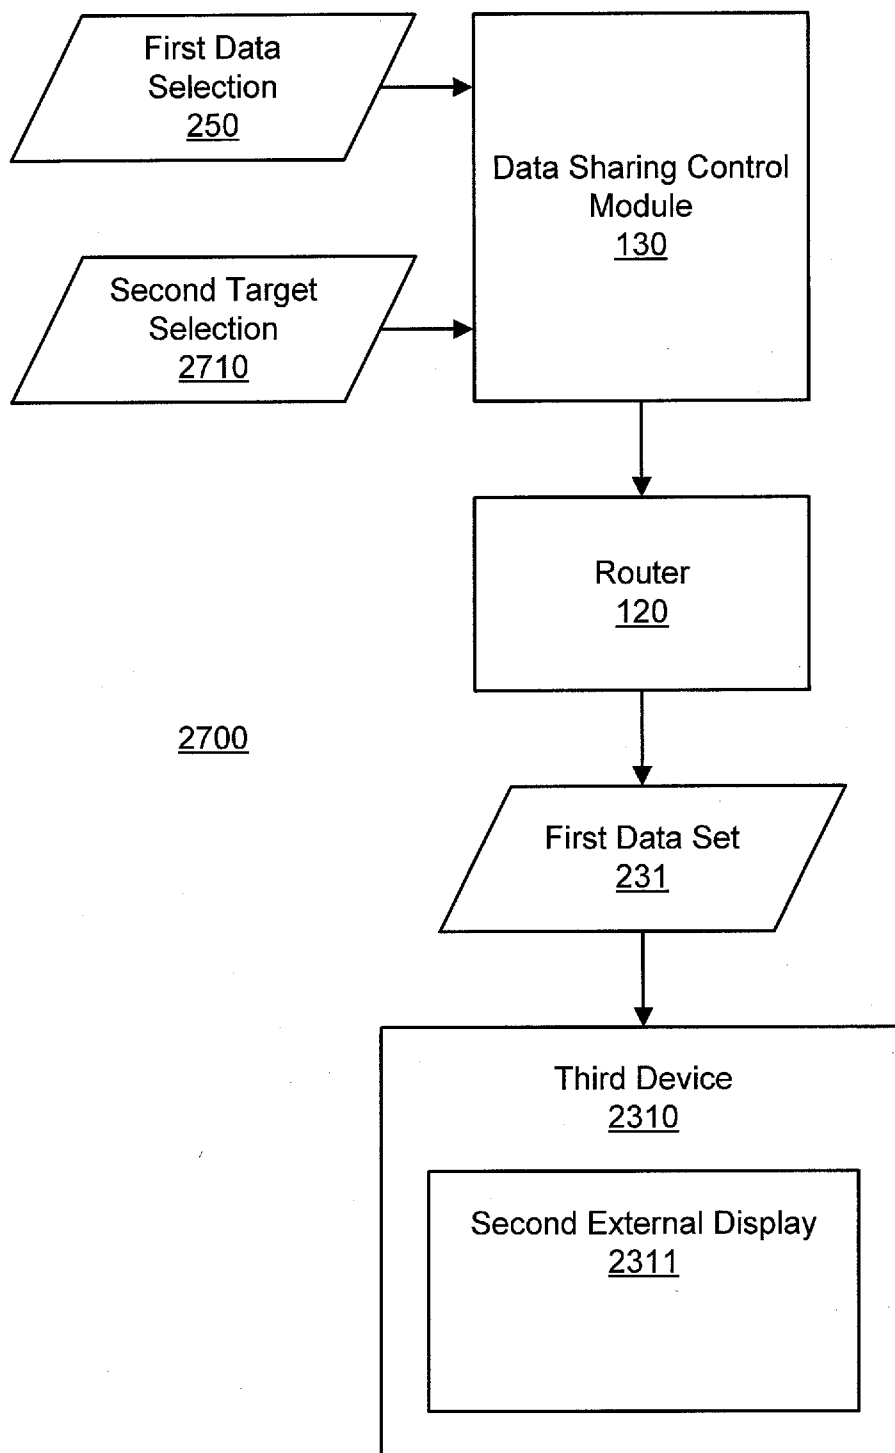 First Data
Selection
250
Data Sharing Control
Module
130
Second Target
Selection
2710
Router
120
2700
First Data Set
231
Third Device
2310
Second External Display
2311